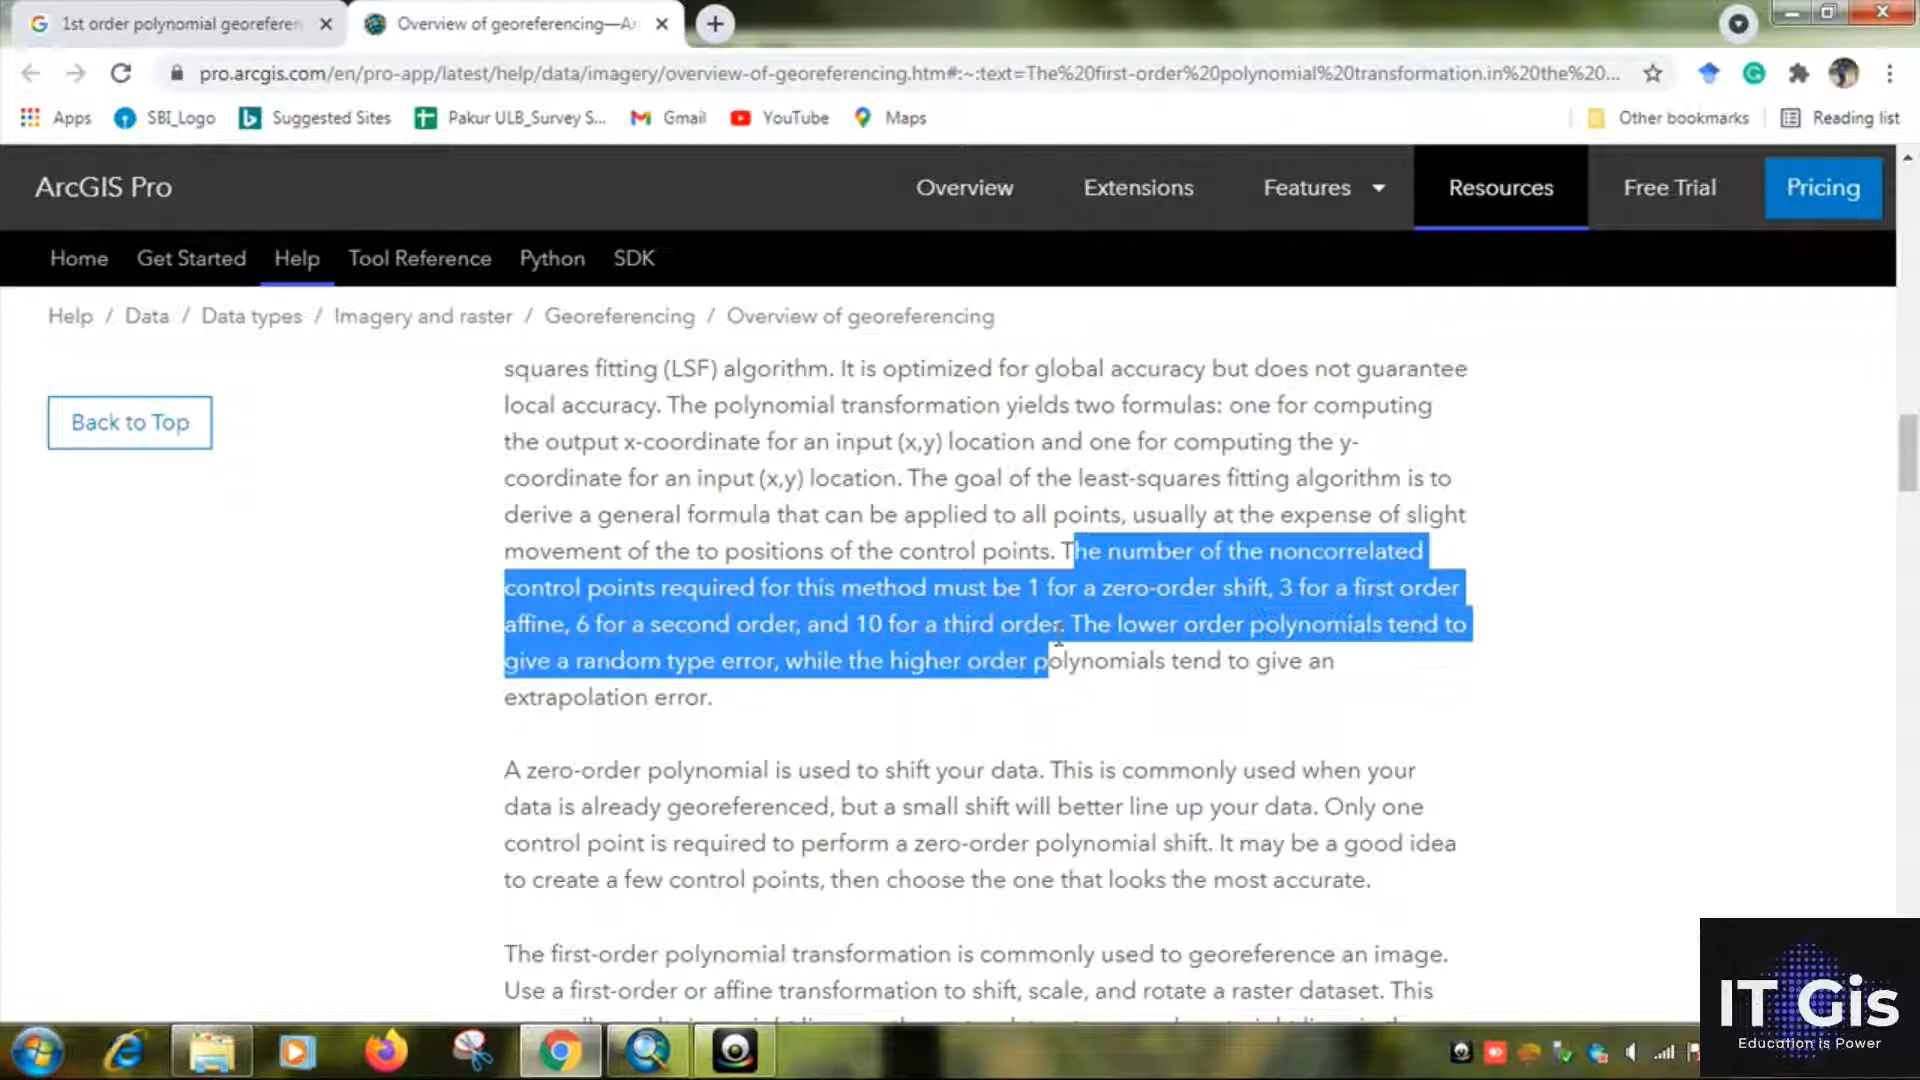 1st order polynomial georeferen
Overview of georeferencing—Ar
pro.arcgis.com/en/pro-app/latest/help/data/imagery/overview-of-georeferencing.htm#:~:text=The%20first-order%20polynomial%20transformation.in%20the%20...
Apps
SBI_Logo
Suggested Sites
Pakur ULB_Survey S...
Gmail
YouTube
Maps
Other bookmarks
Reading list
ArcGIS Pro
Overview
Extensions
Features
Resources
Free Trial
Pricing
Home
Get Started
Help
Tool Reference
Python
SDK
Help / Data / Data types / Imagery and raster / Georeferencing / Overview of georeferencing
Back to Top
squares fitting (LSF) algorithm. It is optimized for global accuracy but does not guarantee
local accuracy. The polynomial transformation yields two formulas: one for computing
the output x-coordinate for an input (x,y) location and one for computing the y-
coordinate for an input (x,y) location. The goal of the least-squares fitting algorithm is to
derive a general formula that can be applied to all points, usually at the expense of slight
movement of the to positions of the control points. The number of the noncorrelated
control points required for this method must be 1 for a zero-order shift, 3 for a first order
affine, 6 for a second order, and 10 for a third order. The lower order polynomials tend to
give a random type error, while the higher order polynomials tend to give an
extrapolation error.
A zero-order polynomial is used to shift your data. This is commonly used when your
data is already georeferenced, but a small shift will better line up your data. Only one
control point is required to perform a zero-order polynomial shift. It may be a good idea
to create a few control points, then choose the one that looks the most accurate.
The first-order polynomial transformation is commonly used to georeference an image.
Use a first-order or affine transformation to shift, scale, and rotate a raster dataset. This
IT Gis
Education is Power